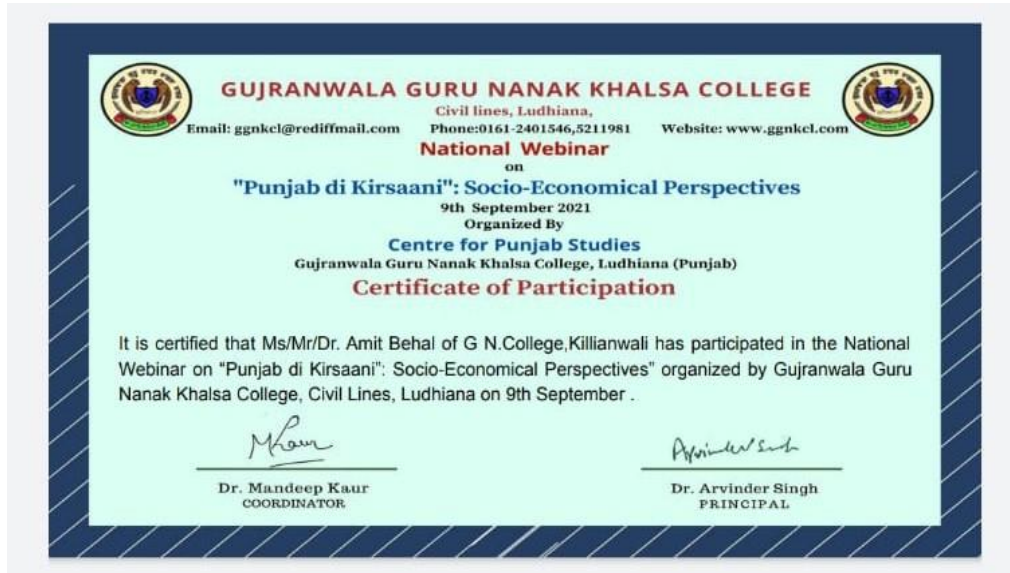 GUJRANWALA GURU NANAK KHALSA COLLEGE
Civil lines, Ludhiana,
Email: ggnkcl@rediffmail.com Phone:0161-2401546,5211981 Website: www.ggnkcl.com
National Webinar
on
"Punjab di Kirsaani": Socio-Economical Perspectives
9th September 2021
Organized By
Centre for Punjab Studies
Gujranwala Guru Nanak Khalsa College, Ludhiana (Punjab)
Certificate of Participation
It is certified that Ms/Mr/Dr. Amit Behal of G N.College,Killianwali has participated in the National
Webinar on “Punjab di Kirsaani”: Socio-Economical Perspectives” organized by Gujranwala Guru
Nanak Khalsa College, Civil Lines, Ludhiana on 9th September .
MKaur
Arvinder Singh
Dr. Mandeep Kaur
COORDINATOR
Dr. Arvinder Singh
PRINCIPAL